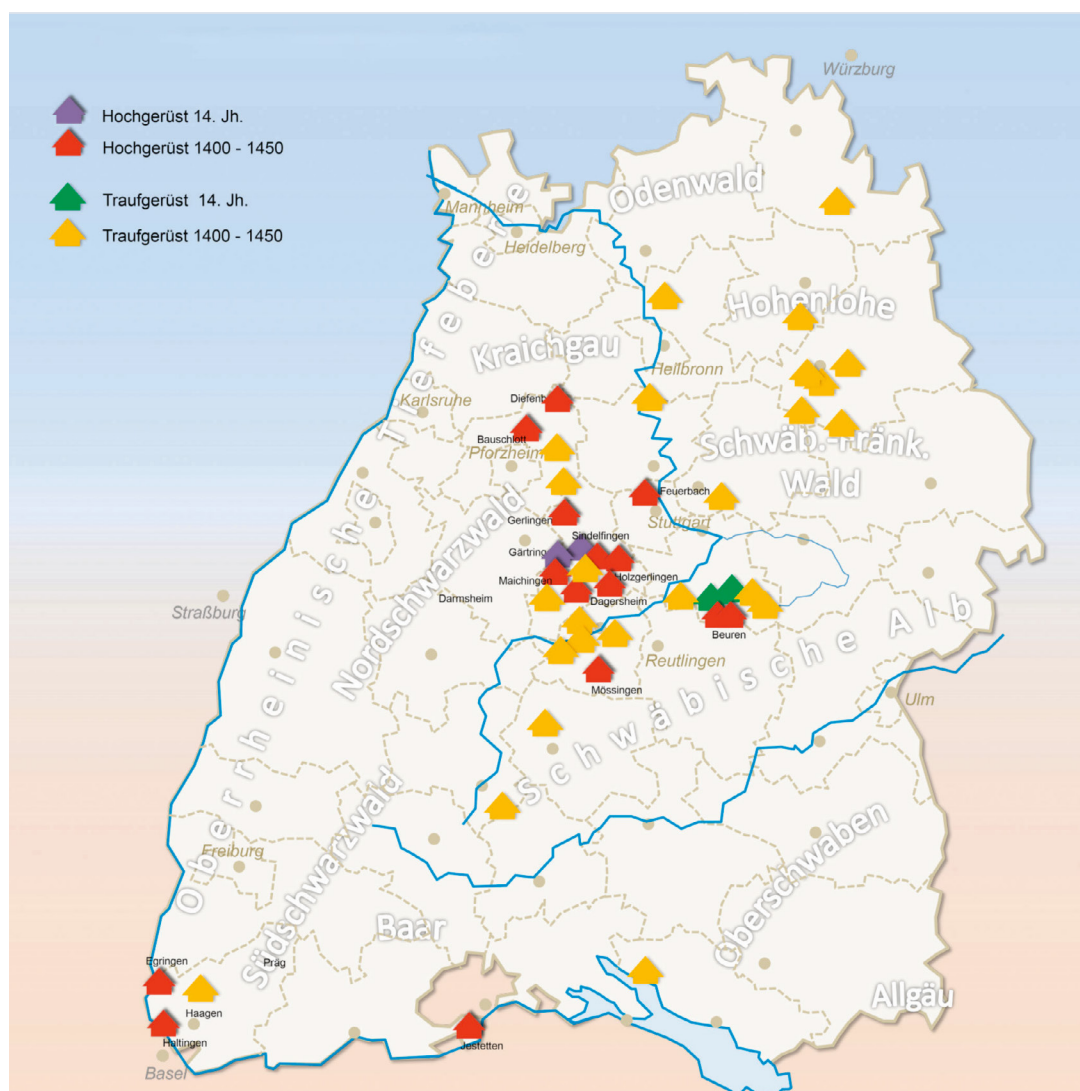 Würzburg
Hochgerüst 14. Jh.
Hochgerüst 1400 - 1450
Traufgerüst 14. Jh.
Traufgerüst 1400 - 1450
Odenwald
Mannheim
Heidelberg
Hohenlohe
Kraichgau
Heilbronn
Karlsruhe
Oberrheinische Tiefebene
Bauschlott
Pforzheim
Schwäb.-Fränk.
Wald
Feuerbach
Stuttgart
Gerlingen
Sindelfingen
Maichingen
Holzgerlingen
Darmsheim
Dagersheim
Straßburg
Nordschwarzwald
Beuren
Reutlingen
Schwäbische Alb
Mössingen
Ulm
Freiburg
Südschwarzwald
Oberschwaben
Baar
Egringen
Präg
Haagen
Allgäu
Haltingen
Jestetten
Basel